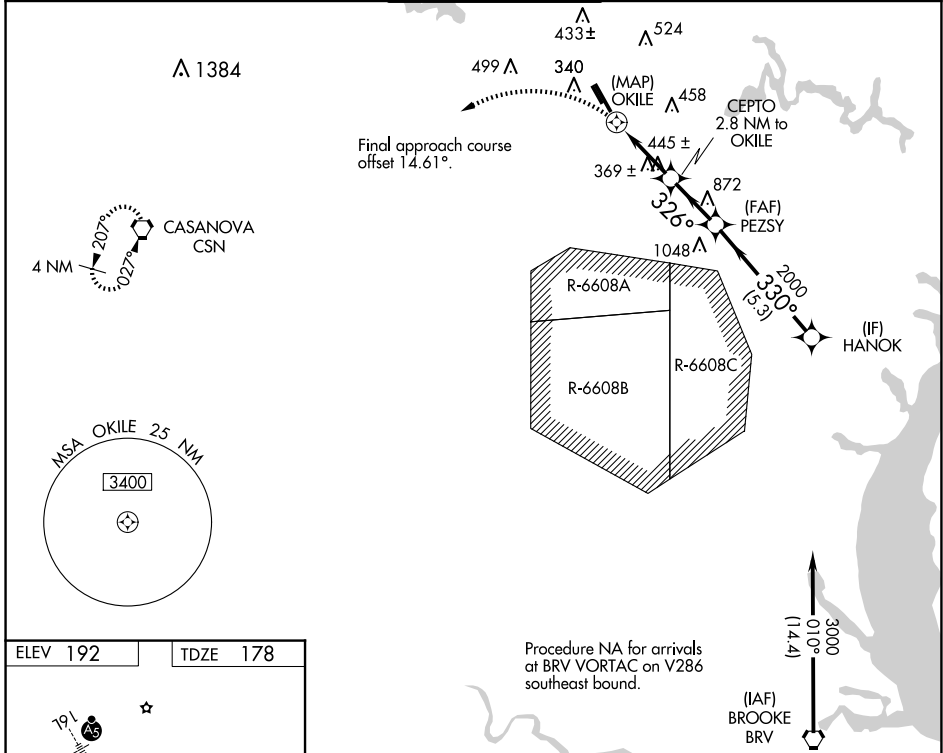 433±
524
1384
499
340
(MAP)
OKILE
458
CEPTO
2.8 NM to
OKILE
Final approach course
offset 14.61°.
445 ±
369 ±
872
(FAF)
PEZSY
326°
1048
CASANOVA
CSN
207°
027°
4 NM
2000
330°
(5.3)
(IF)
HANOK
R-6608A
R-6608B
R-6608C
MSA OKILE 25 NM
3400
3000
010°
(14.4)
Procedure NA for arrivals
at BRV VORTAC on V286
southeast bound.
(IAF)
BROOKE
BRV
ELEV 192
TDZE 178
16L
A5